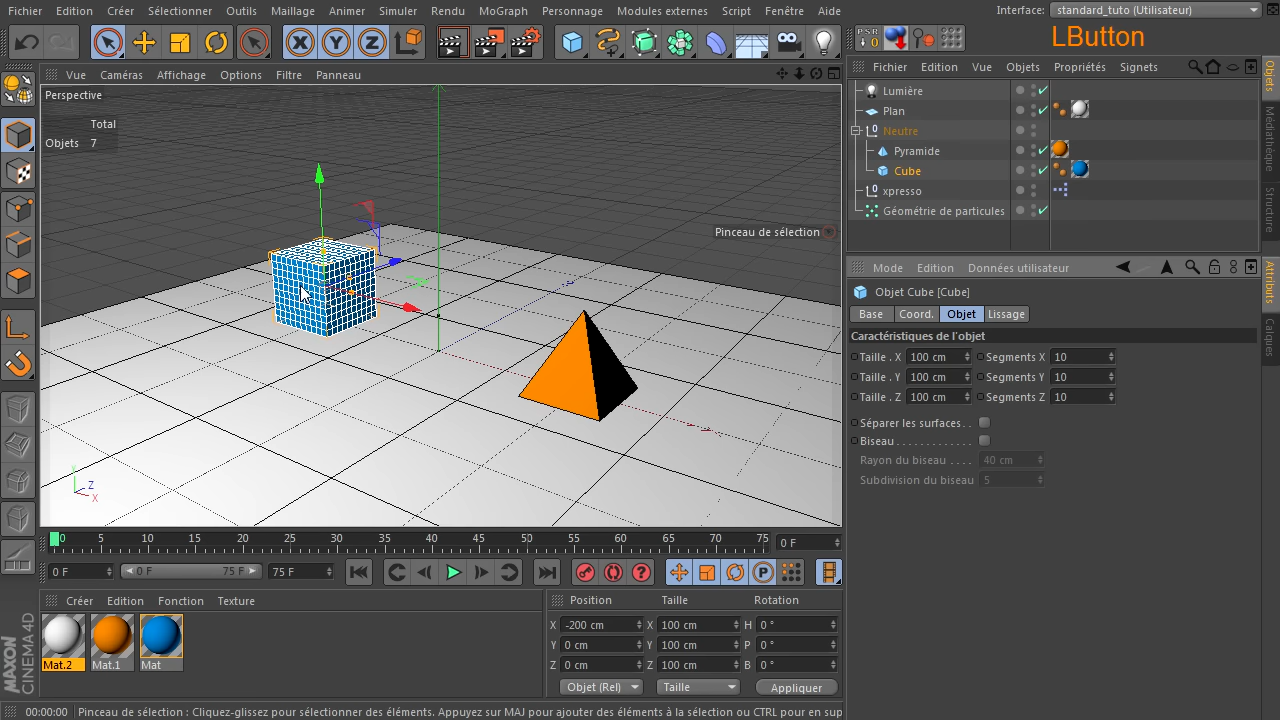 Fichier Edition Créer Sélectionner Outils Maillage Animer Simuler Rendu MoGraph Personnage Modules externes Script Fenêtre Aide
Interface: standard_tuto (Utilisateur)
X Y Z
PSR
0
LButton
Vue Caméras Affichage Options Filtre Panneau
Perspective
Total
Objets 7
Pinceau de sélection
Y
Z
X
Fichier Edition Vue Objets Propriétés Signets
Lumière
Plan
Neutre
Pyramide
Cube
xpresso
Géométrie de particules
Objets
Médiathèque
Structure
Attributs
Calques
Mode Edition Données utilisateur
Objet Cube [Cube]
Base Coord. Objet Lissage
Caractéristiques de l'objet
Taille . X 100 cm Segments X 10
Taille . Y 100 cm Segments Y 10
Taille . Z 100 cm Segments Z 10
Séparer les surfaces . .
Biseau . . . . . . . . . . . . .
Rayon du biseau . . . . 40 cm
Subdivision du biseau 5
0 5 10 15 20 25 30 35 40 45 50 55 60 65 70 75
0 F
0 F 0 F 75 F 75 F
P
Créer Edition Fonction Texture
Mat.2 Mat.1 Mat
Position Taille Rotation
X -200 cm X 100 cm H 0 °
Y 0 cm Y 100 cm P 0 °
Z 0 cm Z 100 cm B 0 °
Objet (Rel) Taille Appliquer
MAXON
CINEMA 4D
00:00:00 Pinceau de sélection : Cliquez-glissez pour sélectionner des éléments. Appuyez sur MAJ pour ajouter des éléments à la sélection ou CTRL pour en sup